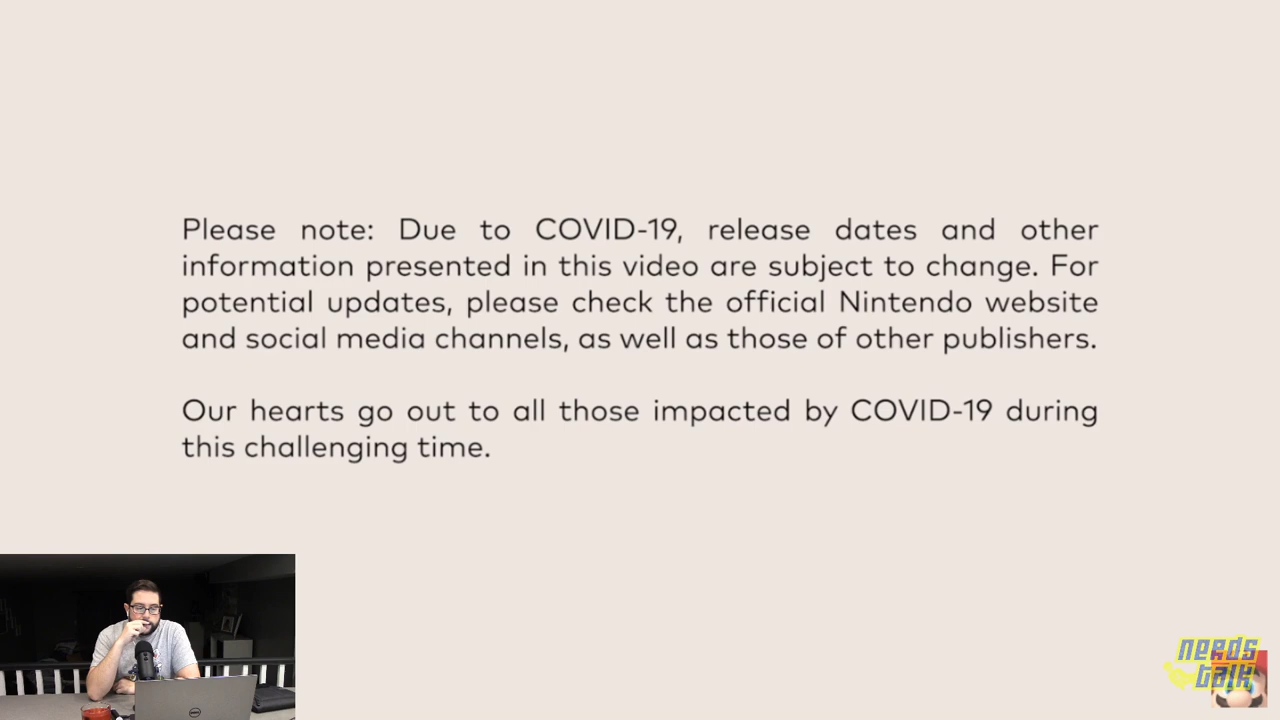 Please note: Due to COVID-19, release dates and other
information presented in this video are subject to change. For
potential updates, please check the official Nintendo website
and social media channels, as well as those of other publishers.
Our hearts go out to all those impacted by COVID-19 during
this challenging time.
DELL
nerds
talk